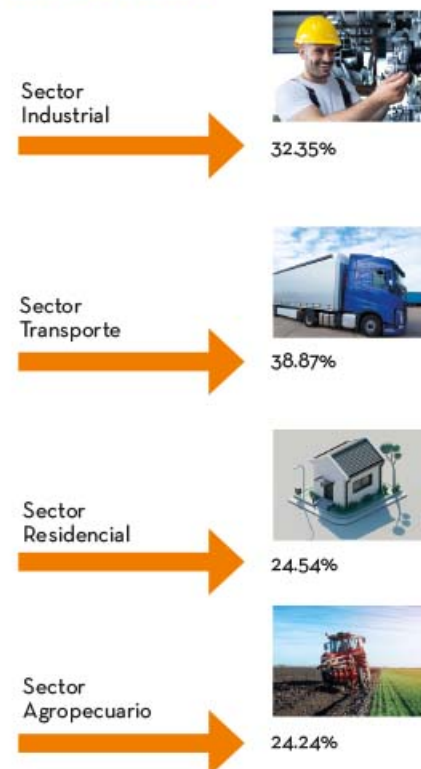 Sector
Industrial
32.35%
Sector
Transporte
38.87%
Sector
Residencial
24.54%
Sector
Agropecuario
24.24%